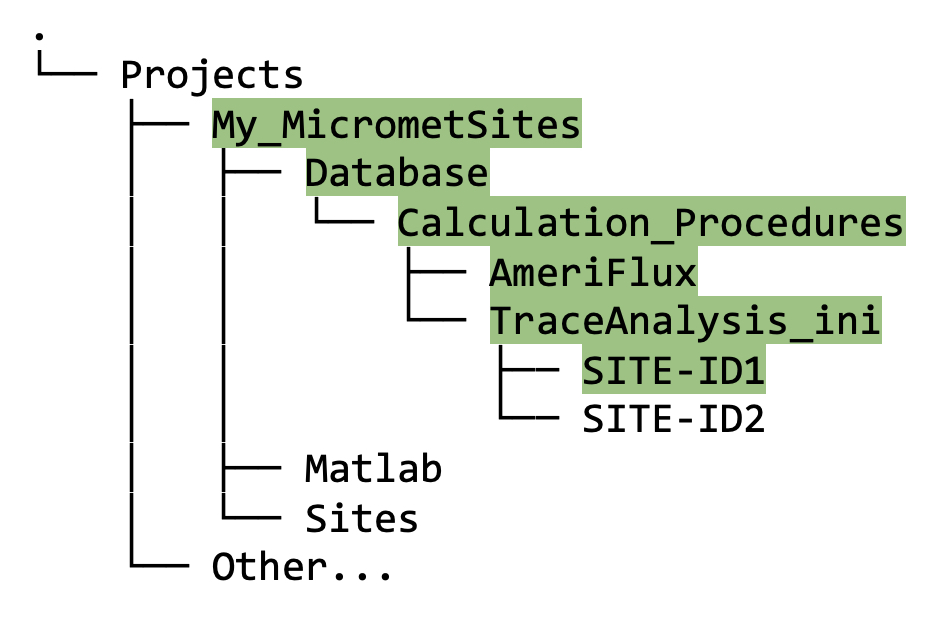 .
Projects
My_MicrometSites
Database
Calculation_Procedures
AmeriFlux
TraceAnalysis_ini
SITE-ID1
SITE-ID2
Matlab
Sites
Other...